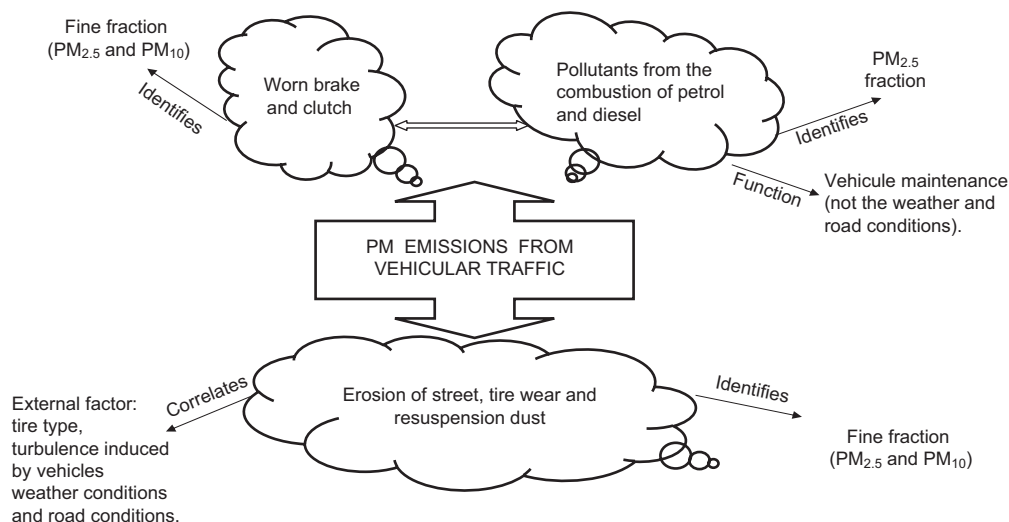 Fine fraction
(PM2.5 and PM10)
Identifies
Worn brake
and clutch
Pollutants from the
combustion of petrol
and diesel
PM2.5
fraction
Identifies
Function
Vehicule maintenance
(not the weather and
road conditions).
PM EMISSIONS FROM
VEHICULAR TRAFFIC
Erosion of street, tire wear and
resuspension dust
Correlates
External factor:
tire type,
turbulence induced
by vehicles
weather conditions
and road conditions.
Identifies
Fine fraction
(PM2.5 and PM10)